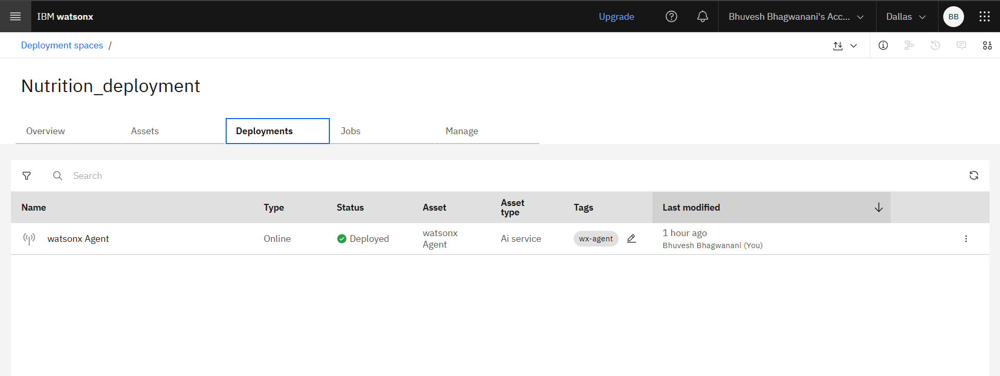 IBM watsonx
Upgrade
Bhuvesh Bhagwanani's Acc...
Dallas
BB
Deployment spaces /
Nutrition_deployment
Overview
Assets
Deployments
Jobs
Manage
Search
Name
Type
Status
Asset
Asset
type
Tags
Last modified
watsonx Agent
Online
Deployed
watsonx
Agent
Ai service
wx-agent
1 hour ago
Bhuvesh Bhagwanani (You)